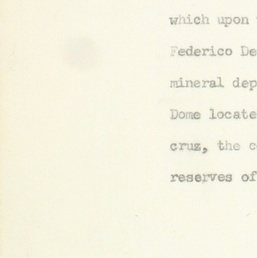 which upon
Federico De
mineral dep
Dome locate
cruz, the c
reserves of